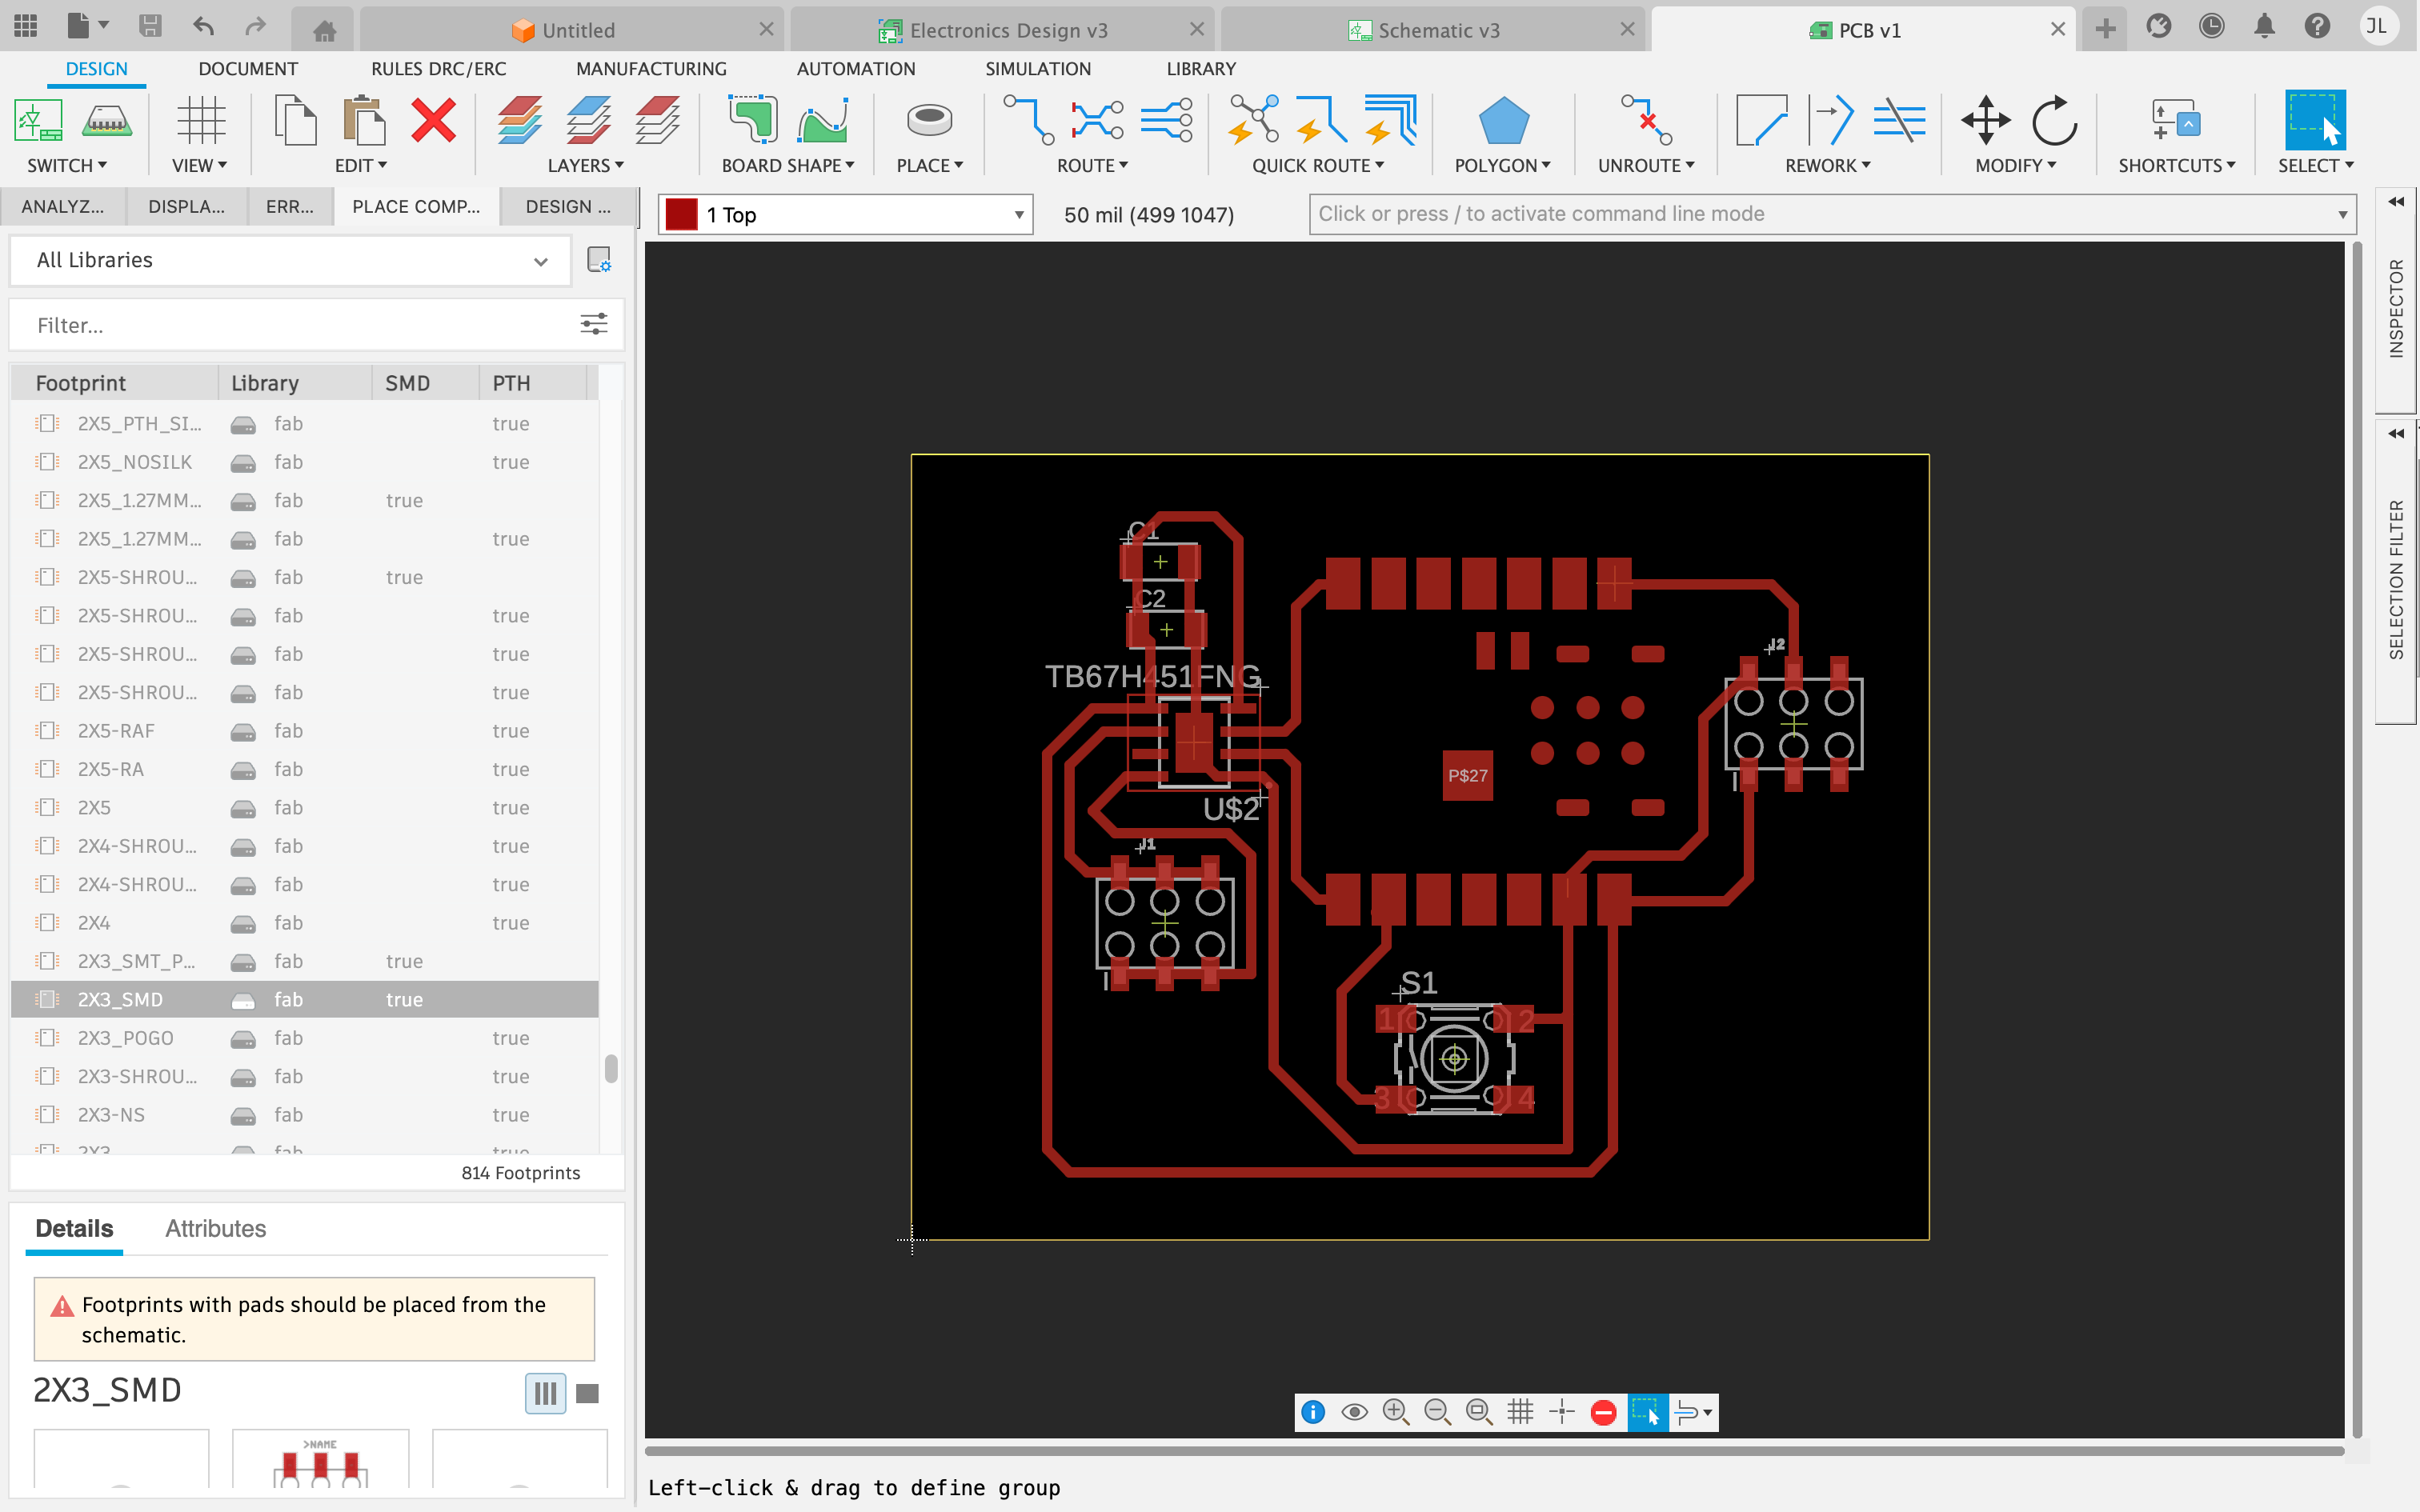 Untitled
Electronics Design v3
Schematic v3
PCB v1
JL
DESIGN
DOCUMENT
RULES DRC/ERC
MANUFACTURING
AUTOMATION
SIMULATION
LIBRARY
SWITCH
VIEW
EDIT
LAYERS
BOARD SHAPE
PLACE
ROUTE
QUICK ROUTE
POLYGON
UNROUTE
REWORK
MODIFY
SHORTCUTS
SELECT
ANALYZ...
DISPLA...
ERR...
PLACE COMP...
DESIGN ...
1 Top
50 mil (499 1047)
Click or press / to activate command line mode
All Libraries
Filter...
Footprint Library SMD PTH
2X5_PTH_SI... fab true
2X5_NOSILK fab true
2X5_1.27MM... fab true
2X5_1.27MM... fab true
2X5-SHROU... fab true
2X5-SHROU... fab true
2X5-SHROU... fab true
2X5-SHROU... fab true
2X5-RAF fab true
2X5-RA fab true
2X5 fab true
2X4-SHROU... fab true
2X4-SHROU... fab true
2X4 fab true
2X3_SMT_P... fab true
2X3_SMD fab true
2X3_POGO fab true
2X3-SHROU... fab true
2X3-NS fab true
2X3 fab true
814 Footprints
Details
Attributes
Footprints with pads should be placed from the
schematic.
2X3_SMD
>NAME
C1
C2
TB67H451FNG
U$2
J1
J2
P$27
S1
1
2
3
4
INSPECTOR
SELECTION FILTER
Left-click & drag to define group